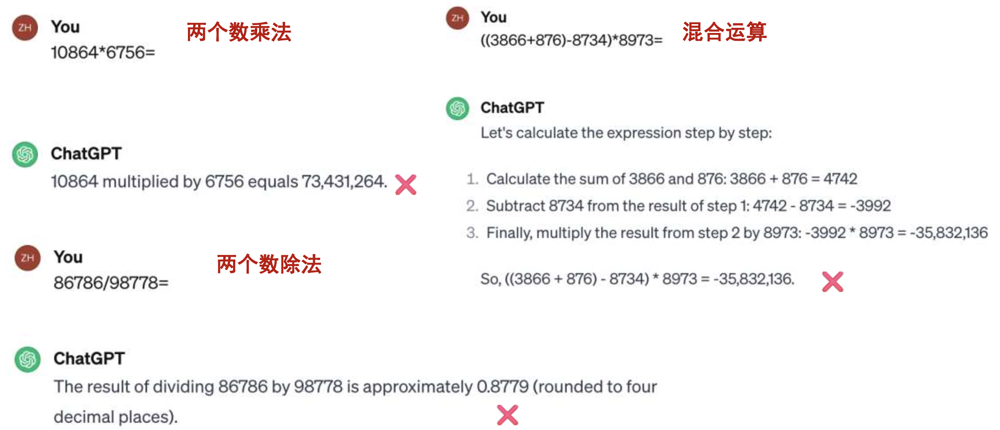 ZH
You
两个数乘法
10864*6756=
ChatGPT
10864 multiplied by 6756 equals 73,431,264.
ZH
You
两个数除法
86786/98778=
ChatGPT
The result of dividing 86786 by 98778 is approximately 0.8779 (rounded to four
decimal places).
ZH
You
混合运算
((3866+876)-8734)*8973=
ChatGPT
Let's calculate the expression step by step:
1. Calculate the sum of 3866 and 876: 3866 + 876 = 4742
2. Subtract 8734 from the result of step 1: 4742 - 8734 = -3992
3. Finally, multiply the result from step 2 by 8973: -3992 * 8973 = -35,832,136
So, ((3866 + 876) - 8734) * 8973 = -35,832,136.